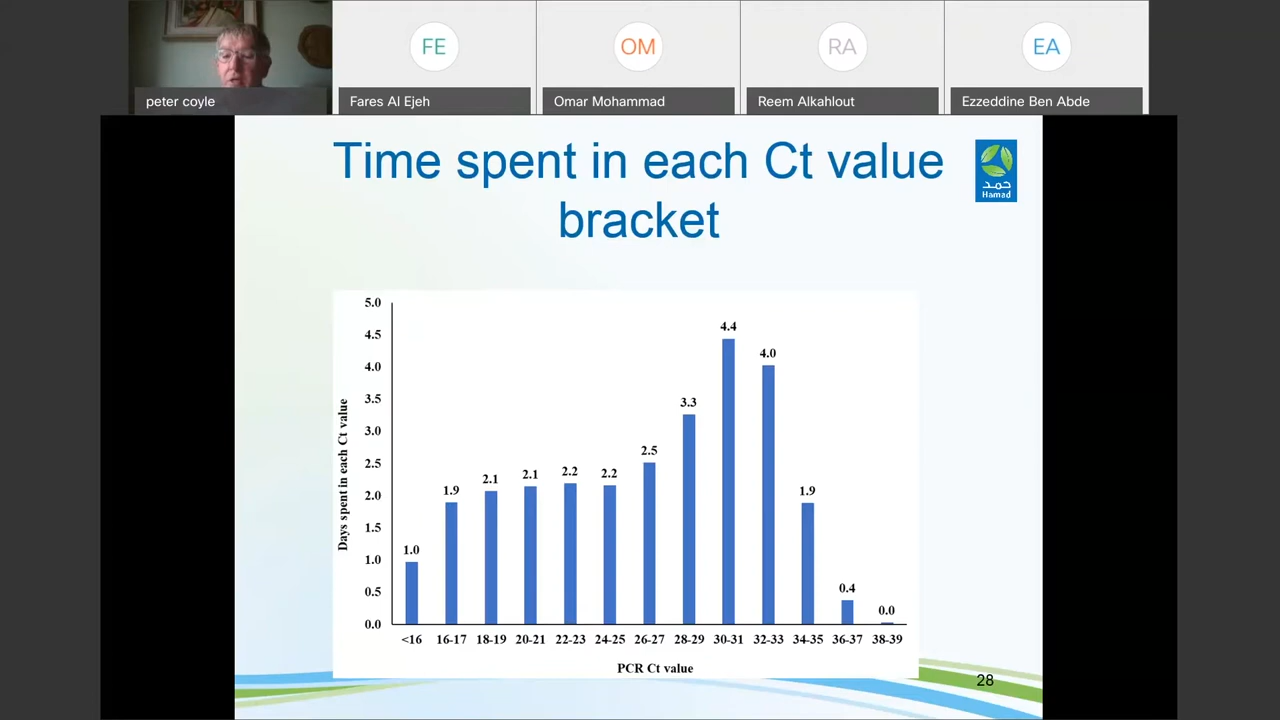 FE
OM
RA
EA
peter coyle
Fares Al Ejeh
Omar Mohammad
Reem Alkahlout
Ezzeddine Ben Abde
Time spent in each Ct value
bracket
حمد
Hamad
Days spent in each Ct value
5.0
4.5
4.0
3.5
3.0
2.5
2.0
1.5
1.0
0.5
0.0
1.0
1.9
2.1
2.1
2.2
2.2
2.5
3.3
4.4
4.0
1.9
0.4
0.0
<16
16-17
18-19
20-21
22-23
24-25
26-27
28-29
30-31
32-33
34-35
36-37
38-39
PCR Ct value
28